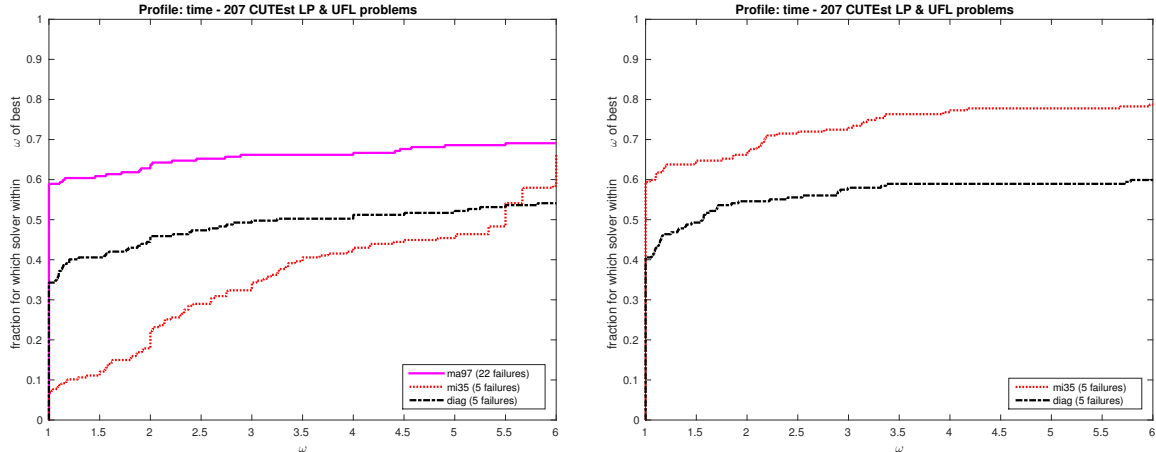 Profile: time - 207 CUTEst LP & UFL problems
fraction for which solver within ω of best
1
0.9
0.8
0.7
0.6
0.5
0.4
0.3
0.2
0.1
0
1 1.5 2 2.5 3 3.5 4 4.5 5 5.5 6
ω
ma97 (22 failures)
mi35 (5 failures)
diag (5 failures)
Profile: time - 207 CUTEst LP & UFL problems
fraction for which solver within ω of best
1
0.9
0.8
0.7
0.6
0.5
0.4
0.3
0.2
0.1
0
1 1.5 2 2.5 3 3.5 4 4.5 5 5.5 6
ω
mi35 (5 failures)
diag (5 failures)